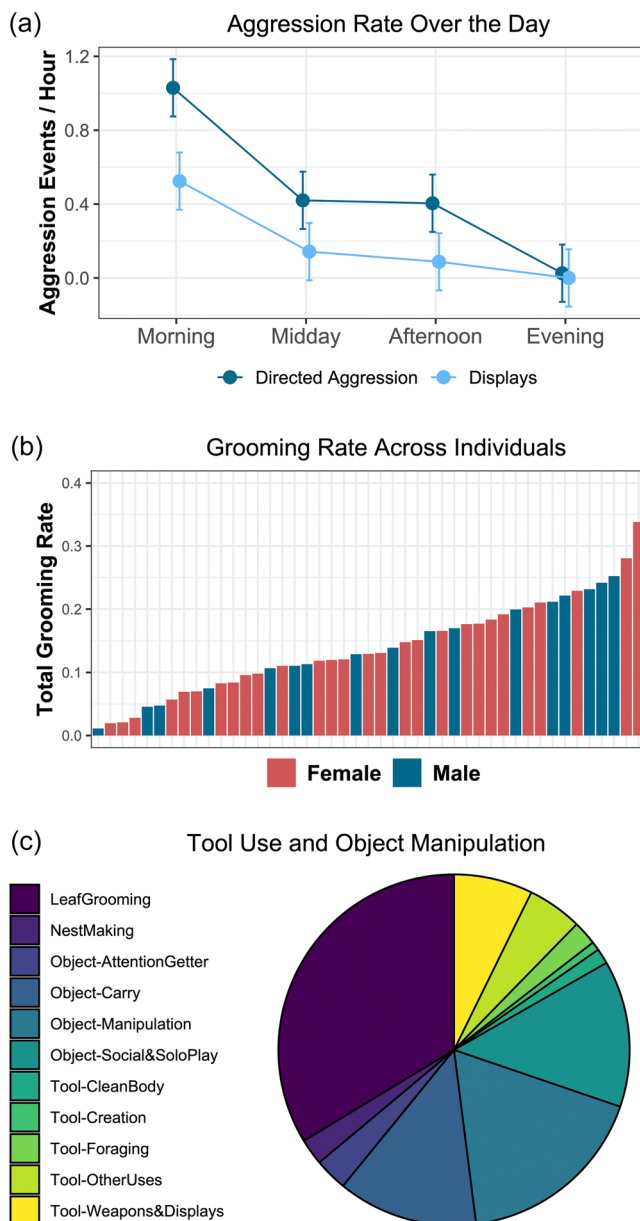 (a)
Aggression Rate Over the Day
Aggression Events / Hour
1.2
0.8
0.4
0.0
Morning Midday Afternoon Evening
Directed Aggression Displays
(b)
Grooming Rate Across Individuals
Total Grooming Rate
0.4
0.3
0.2
0.1
0.0
Female Male
(c)
Tool Use and Object Manipulation
LeafGrooming
NestMaking
Object-AttentionGetter
Object-Carry
Object-Manipulation
Object-Social&SoloPlay
Tool-CleanBody
Tool-Creation
Tool-Foraging
Tool-OtherUses
Tool-Weapons&Displays